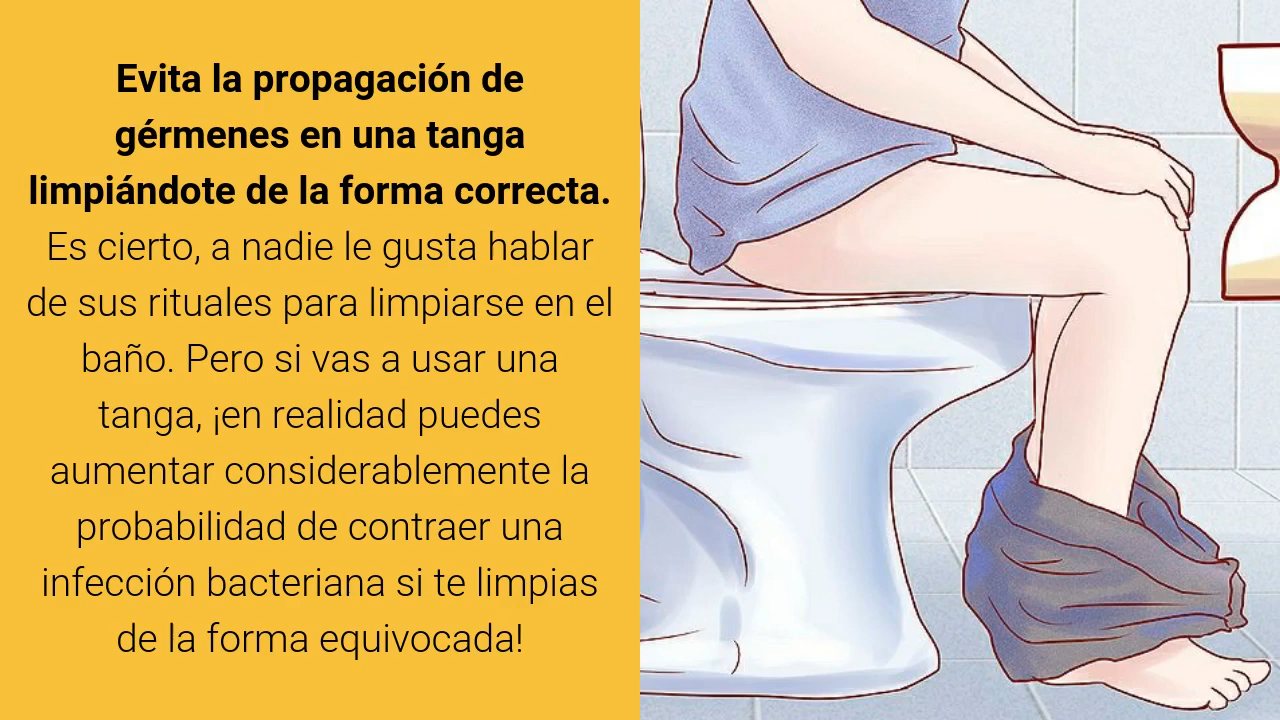 Evita la propagación de
gérmenes en una tanga
limpiándote de la forma correcta.
Es cierto, a nadie le gusta hablar
de sus rituales para limpiarse en el
baño. Pero si vas a usar una
tanga, ¡en realidad puedes
aumentar considerablemente la
probabilidad de contraer una
infección bacteriana si te limpias
de la forma equivocada!